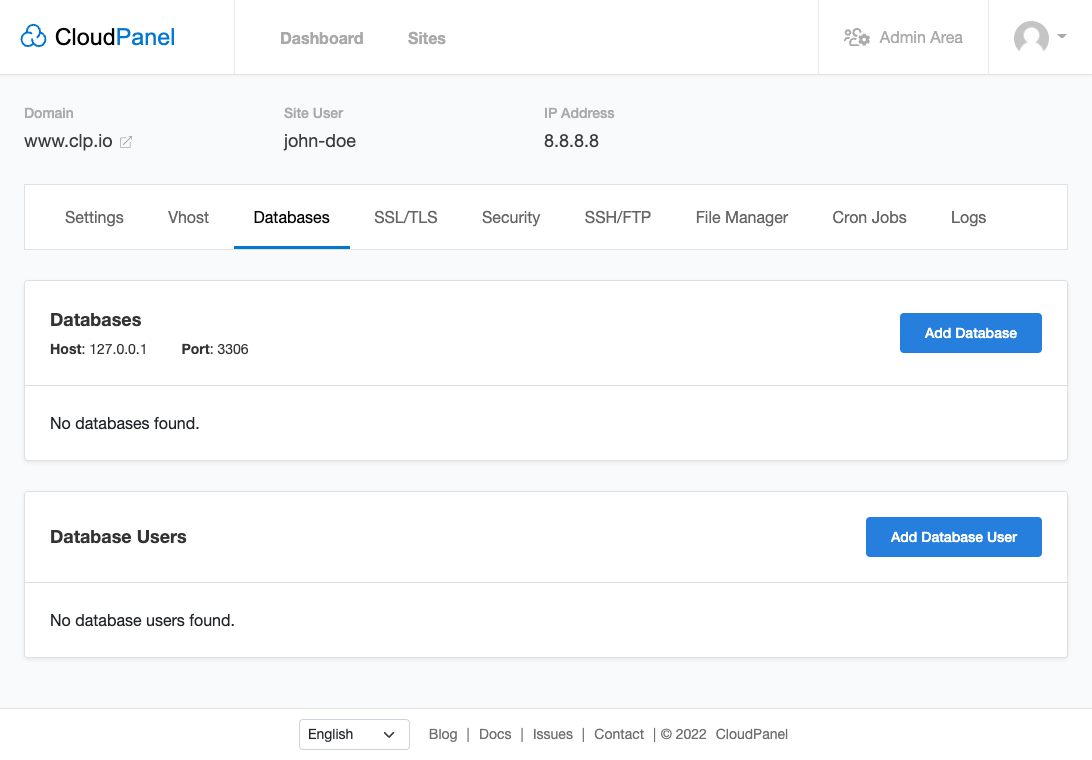 CloudPanel Dashboard Sites Admin Area
Domain Site User IP Address
www.clp.io john-doe 8.8.8.8
Settings Vhost Databases SSL/TLS Security SSH/FTP File Manager Cron Jobs Logs
Databases
Host: 127.0.0.1 Port: 3306
Add Database
No databases found.
Database Users Add Database User
No database users found.
English Blog | Docs | Issues | Contact | © 2022 CloudPanel